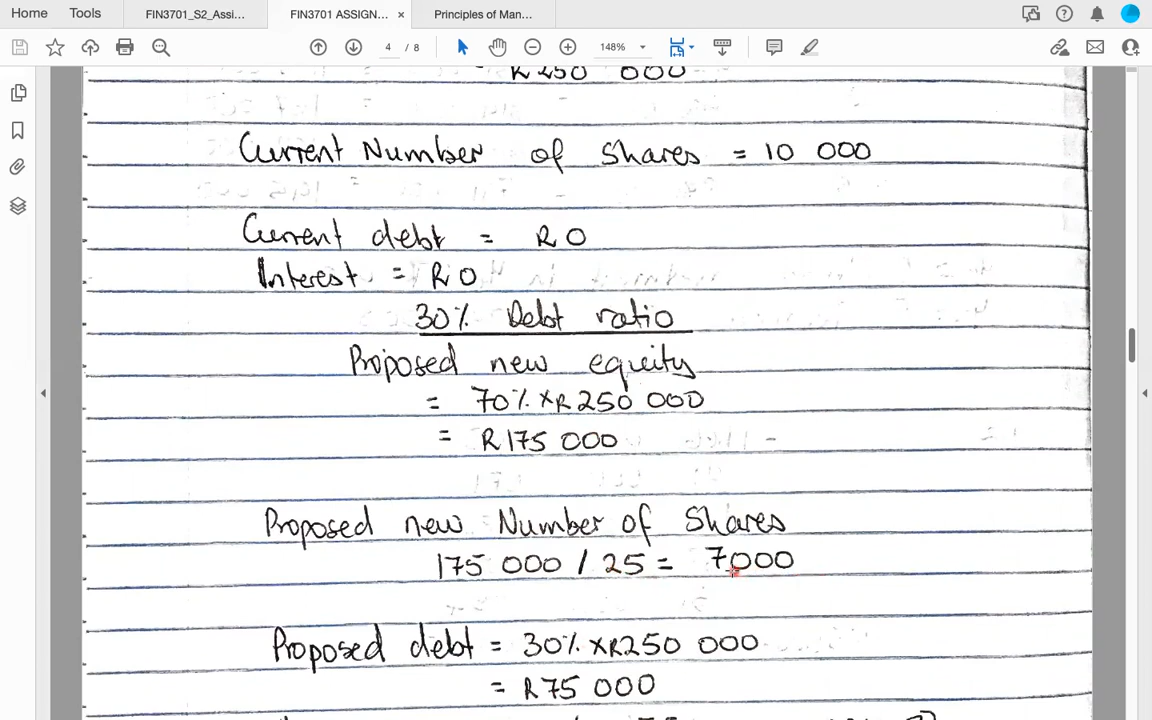 Home Tools FIN3701_S2_Assi... FIN3701 ASSIGN... × Principles of Man...
4 / 8 148%
R250 000
Current Number of Shares = 10 000
Current debt = R0
Interest = R0
30% Debt ratio
Proposed new equity
= 70% × R250 000
= R175 000
Proposed new Number of Shares
175 000 / 25 = 7000
Proposed debt = 30% × R250 000
= R75 000